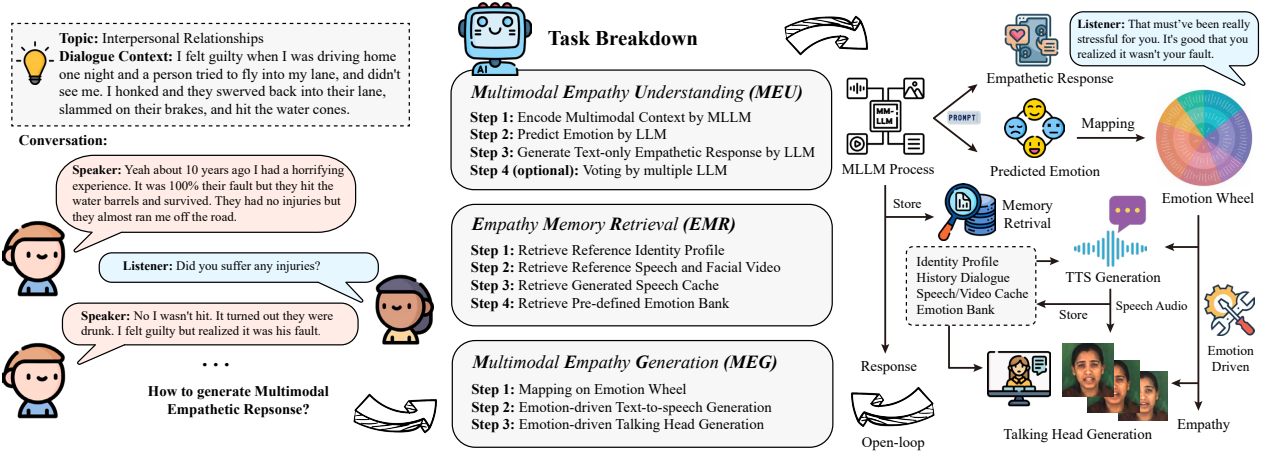 Topic: Interpersonal Relationships
Dialogue Context: I felt guilty when I was driving home
one night and a person tried to fly into my lane, and didn't
see me. I honked and they swerved back into their lane,
slammed on their brakes, and hit the water cones.
Conversation:
Speaker: Yeah about 10 years ago I had a horrifying
experience. It was 100% their fault but they hit the
water barrels and survived. They had no injuries but
they almost ran me off the road.
Listener: Did you suffer any injuries?
Speaker: No I wasn't hit. It turned out they were
drunk. I felt guilty but realized it was his fault.
. . .
How to generate Multimodal
Empathetic Repsonse?
AI
Task Breakdown
Multimodal Empathy Understanding (MEU)
Step 1: Encode Multimodal Context by MLLM
Step 2: Predict Emotion by LLM
Step 3: Generate Text-only Empathetic Response by LLM
Step 4 (optional): Voting by multiple LLM
Empathy Memory Retrieval (EMR)
Step 1: Retrieve Reference Identity Profile
Step 2: Retrieve Reference Speech and Facial Video
Step 3: Retrieve Generated Speech Cache
Step 4: Retrieve Pre-defined Emotion Bank
Multimodal Empathy Generation (MEG)
Step 1: Mapping on Emotion Wheel
Step 2: Emotion-driven Text-to-speech Generation
Step 3: Emotion-driven Talking Head Generation
Listener: That must've been really
stressful for you. It's good that you
realized it wasn't your fault.
Empathetic Response
MM-
LLM
PROMPT
Mapping
MLLM Process
Predicted Emotion
Emotion Wheel
Store
Memory
Retrival
Identity Profile
History Dialogue
Speech/Video Cache
Emotion Bank
TTS Generation
Store
Speech Audio
Emotion
Driven
Response
Open-loop
Talking Head Generation
Empathy